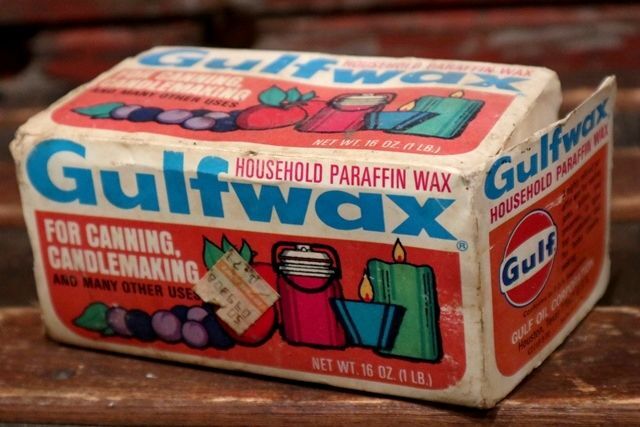 Gulfwax
HOUSEHOLD PARAFFIN WAX
FOR CANNING,
CANDLEMAKING
AND MANY OTHER USES
NET WT. 16 OZ. (1 LB.)
Gulfwax®
HOUSEHOLD PARAFFIN WAX
FOR CANNING,
CANDLEMAKING
AND MANY OTHER USES
NET WT. 16 OZ. (1 LB.)
Gulfwax
HOUSEHOLD PARAFFIN WAX
Gulf
GULF OIL CORPORATION